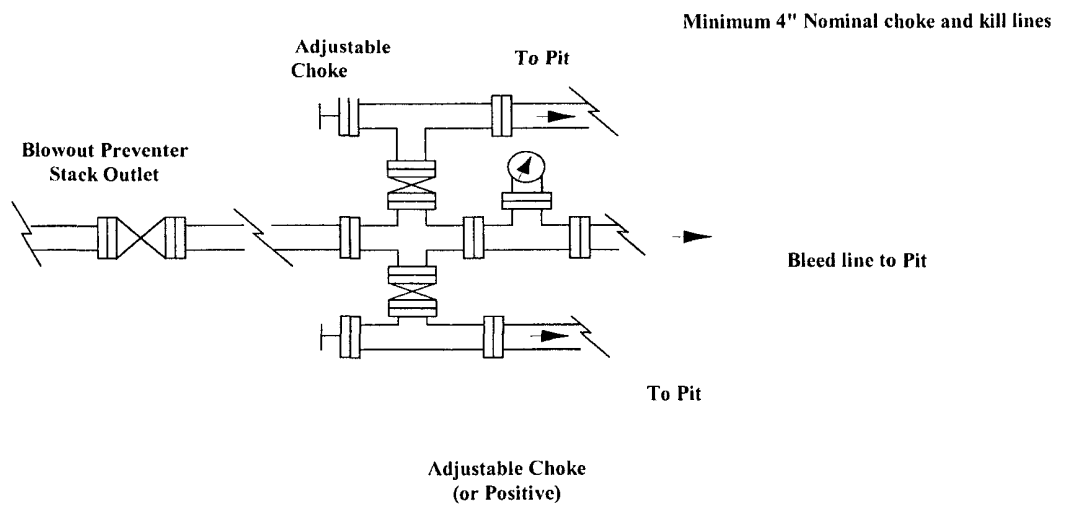 Minimum 4" Nominal choke and kill lines
Adjustable
Choke
To Pit
Blowout Preventer
Stack Outlet
Bleed line to Pit
To Pit
Adjustable Choke
(or Positive)